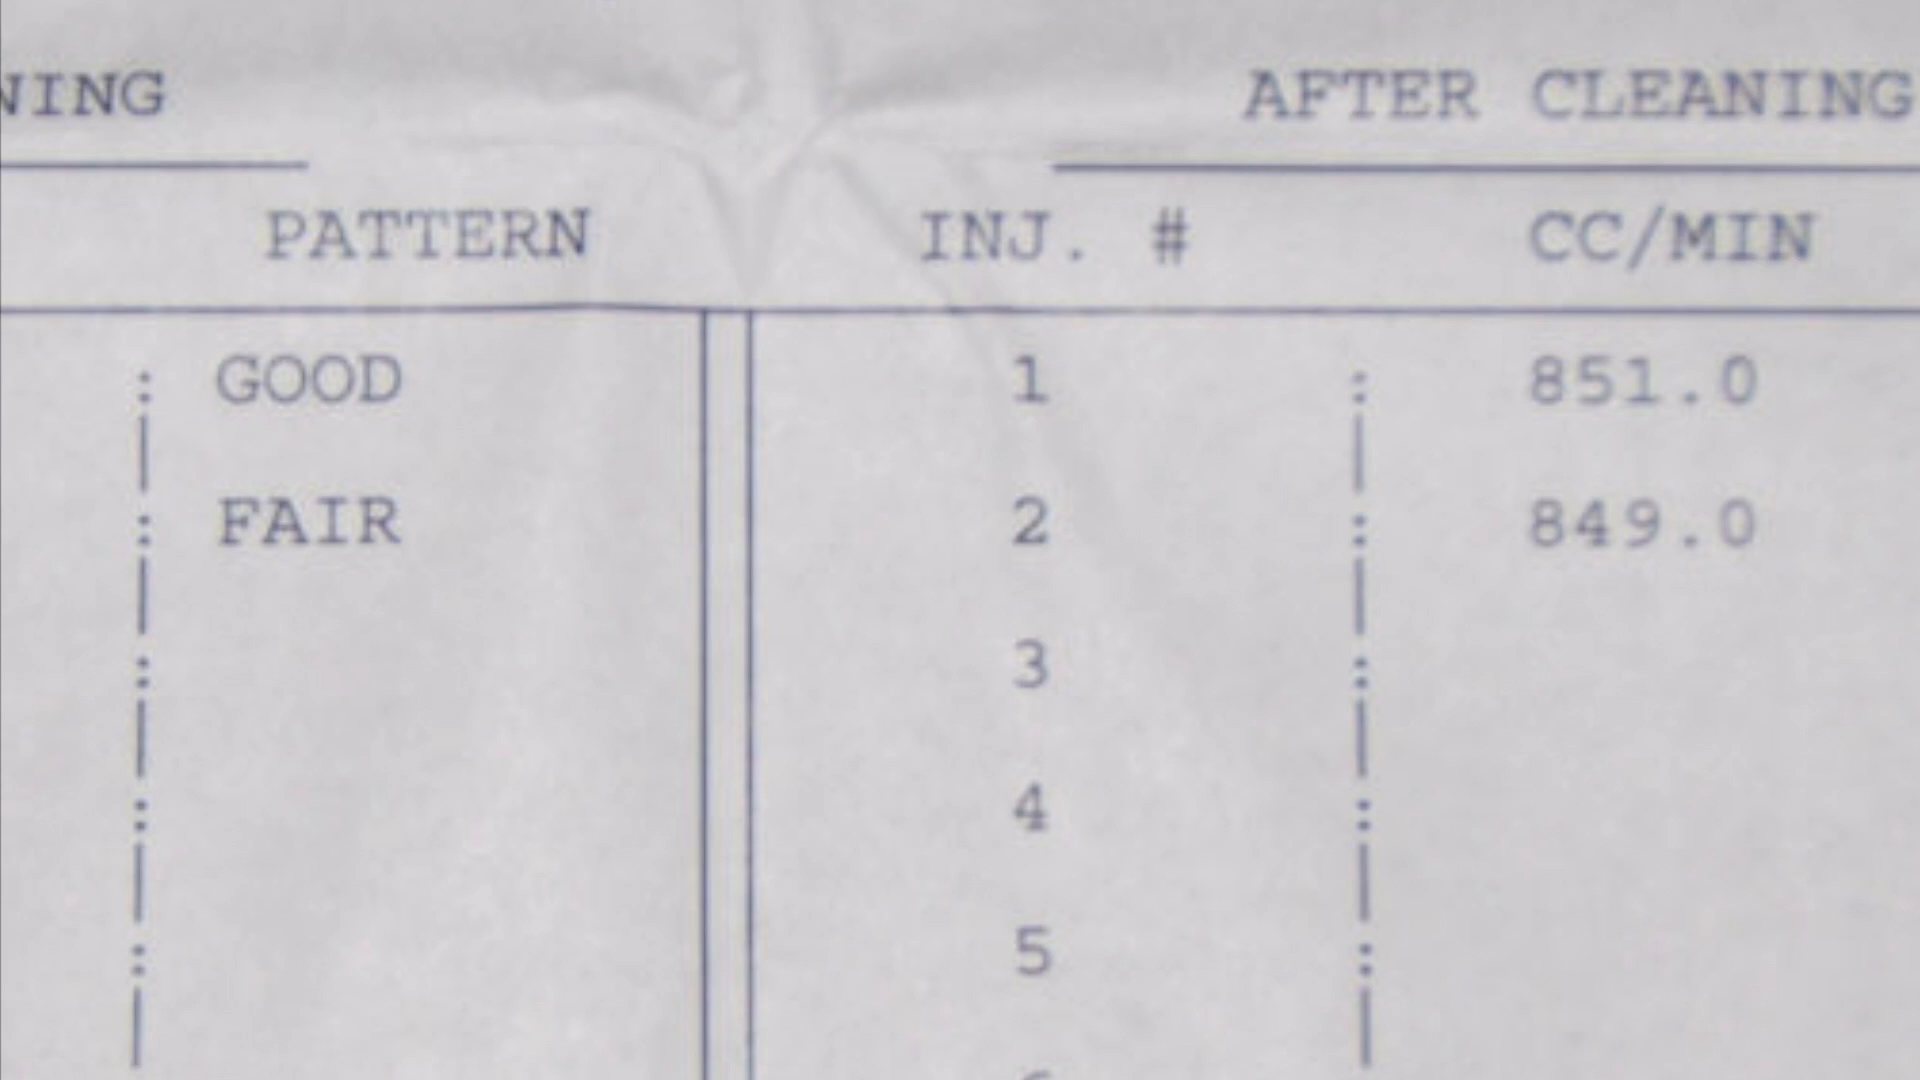 NING AFTER CLEANING
PATTERN INJ. # CC/MIN
GOOD 1 : 851.0
FAIR 2 : 849.0
3
4
5